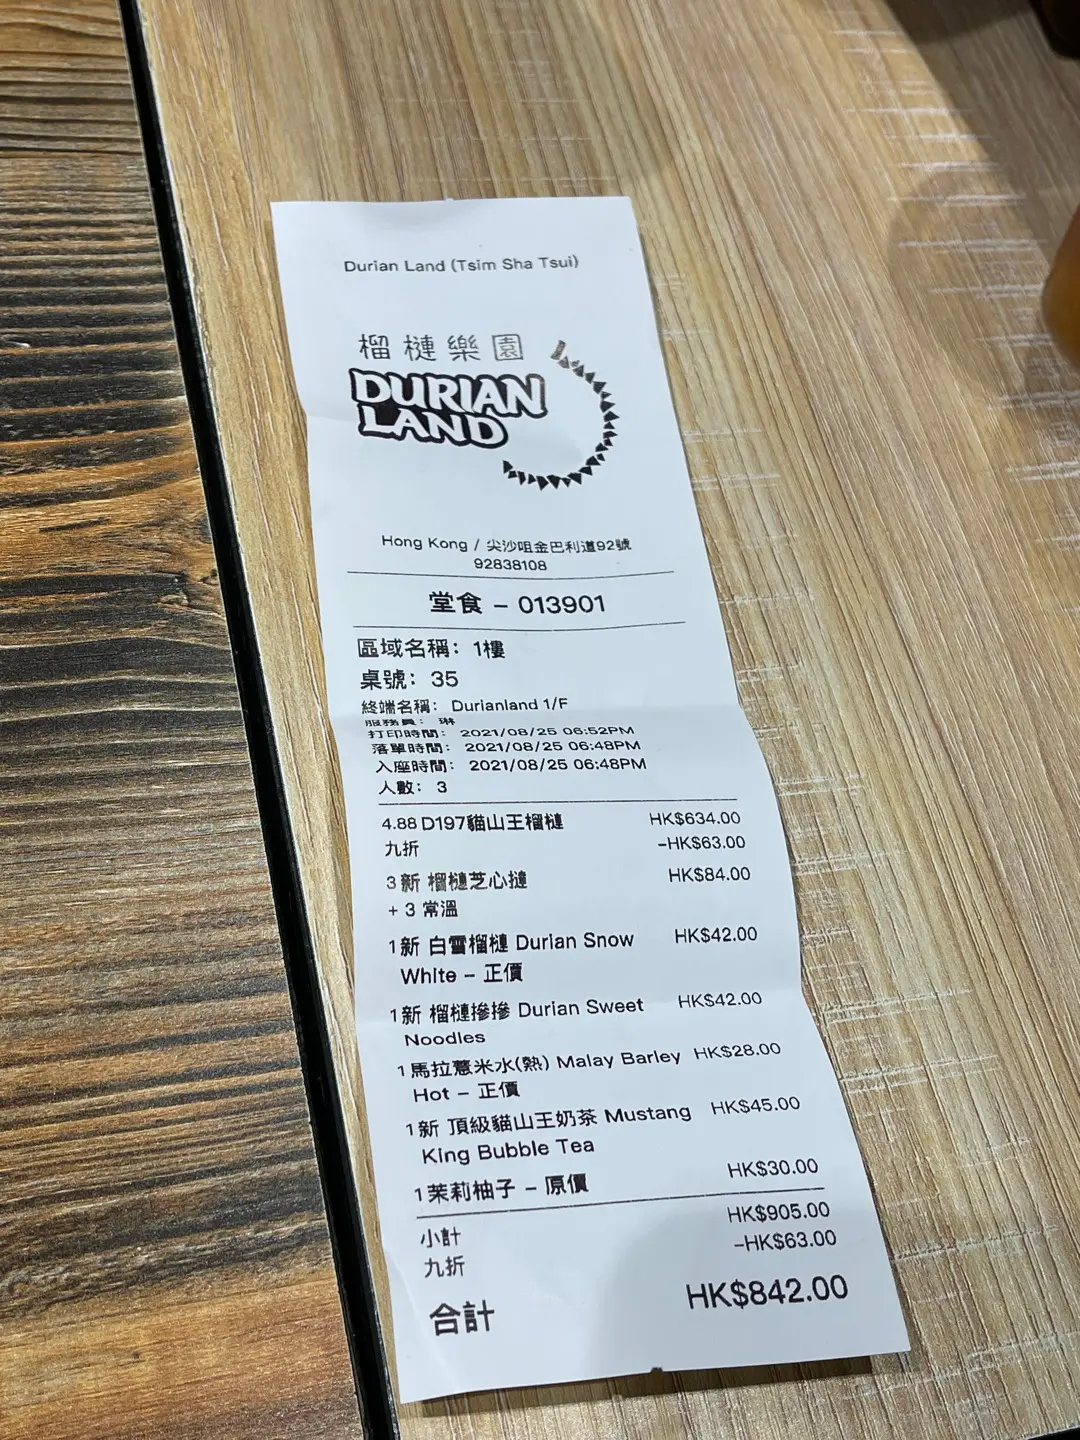 Durian Land (Tsim Sha Tsui)
榴槤樂園
DURIAN
LAND
Hong Kong / 尖沙咀金巴利道92號
92838108
堂食 – 013901
區域名稱： 1樓
桌號： 35
終端名稱： Durianland 1/F
服務員： 琳
打印時間： 2021/08/25 06:52PM
落單時間： 2021/08/25 06:48PM
入座時間： 2021/08/25 06:48PM
人數： 3
4.88 D197貓山王榴槤 HK$634.00
九折 -HK$63.00
3 新 榴槤芝心撻 HK$84.00
+ 3 常溫
1 新 白雪榴槤 Durian Snow HK$42.00
White – 正價
1 新 榴槤摻摻 Durian Sweet HK$42.00
Noodles
1 馬拉薏米水(熱) Malay Barley HK$28.00
Hot – 正價
1 新 頂級貓山王奶茶 Mustang HK$45.00
King Bubble Tea
1 茉莉柚子 – 原價 HK$30.00
小計 HK$905.00
九折 -HK$63.00
合計 HK$842.00